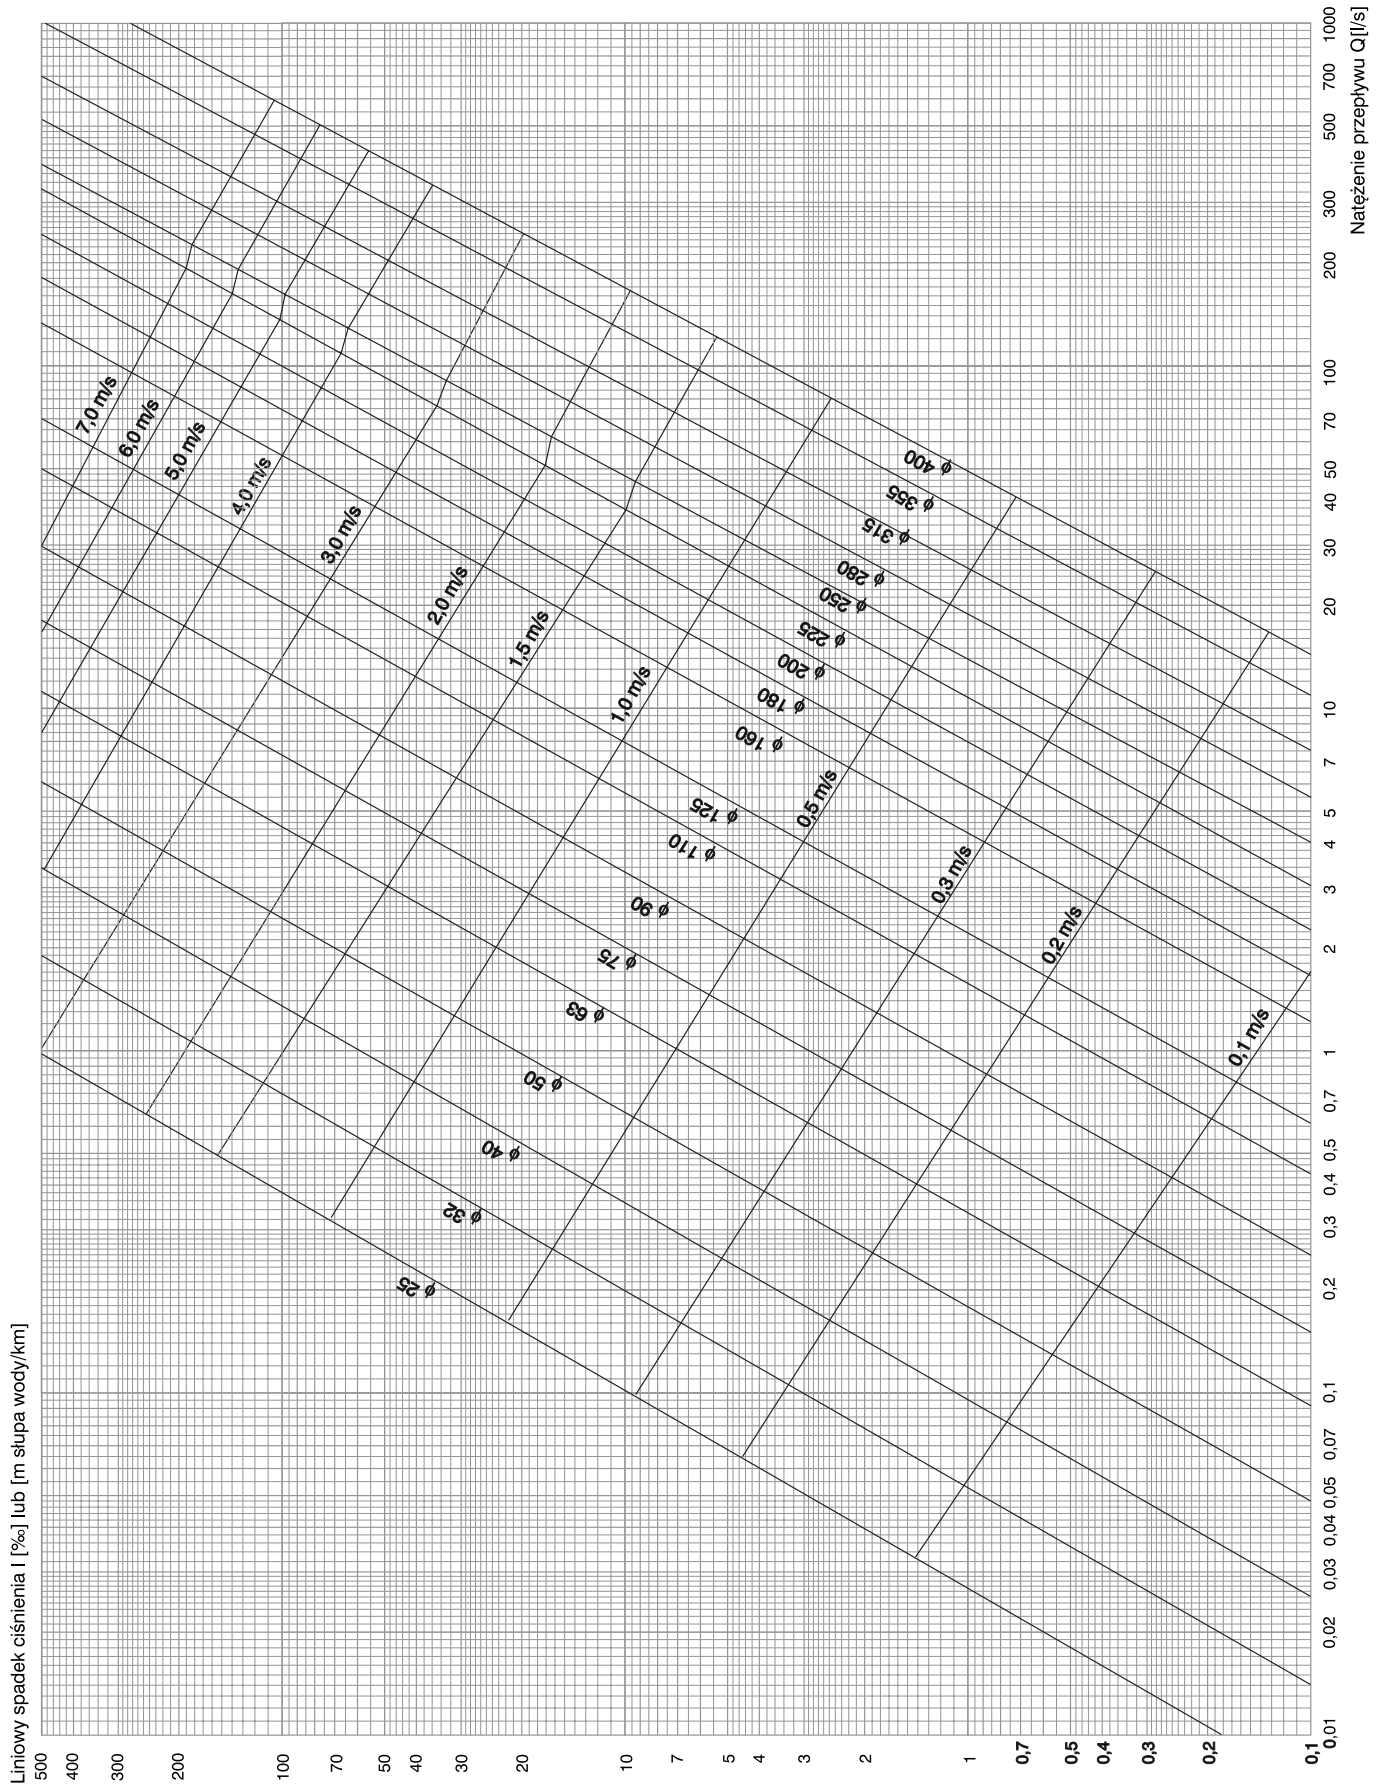 Liniowy spadek ciśnienia I [‰] lub [m słupa wody/km]
500
400
300
200
100
70
50
40
30
20
10
7
5
4
3
2
1
0,7
0,5
0,4
0,3
0,2
0,1
7,0 m/s
6,0 m/s
5,0 m/s
4,0 m/s
3,0 m/s
2,0 m/s
1,5 m/s
1,0 m/s
0,5 m/s
0,3 m/s
0,2 m/s
0,1 m/s
ϕ 25
ϕ 32
ϕ 40
ϕ 50
ϕ 63
ϕ 75
ϕ 90
ϕ 110
ϕ 125
ϕ 160
ϕ 180
ϕ 200
ϕ 225
ϕ 250
ϕ 280
ϕ 315
ϕ 355
ϕ 400
0,01
0,02
0,03
0,04
0,05
0,07
0,1
0,2
0,3
0,4
0,5
0,7
1
2
3
4
5
7
10
20
30
40
50
70
100
200
300
500
700
1000
Natężenie przepływu Q[l/s]